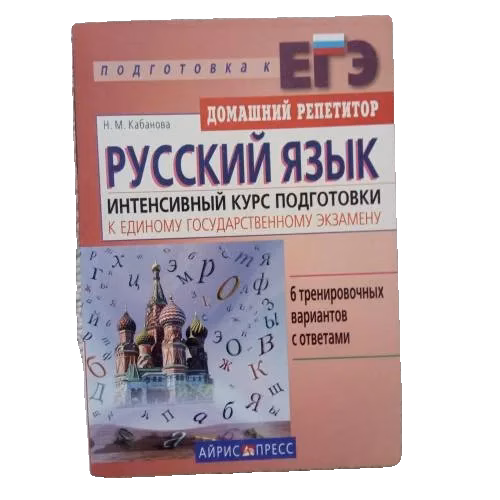 подготовка к ЕГЭ
ДОМАШНИЙ РЕПЕТИТОР
Н. М. Кабанова
РУССКИЙ ЯЗЫК
ИНТЕНСИВНЫЙ КУРС ПОДГОТОВКИ
К ЕДИНОМУ ГОСУДАРСТВЕННОМУ ЭКЗАМЕНУ
6 тренировочных
вариантов
с ответами
АЙРИС ПРЕСС